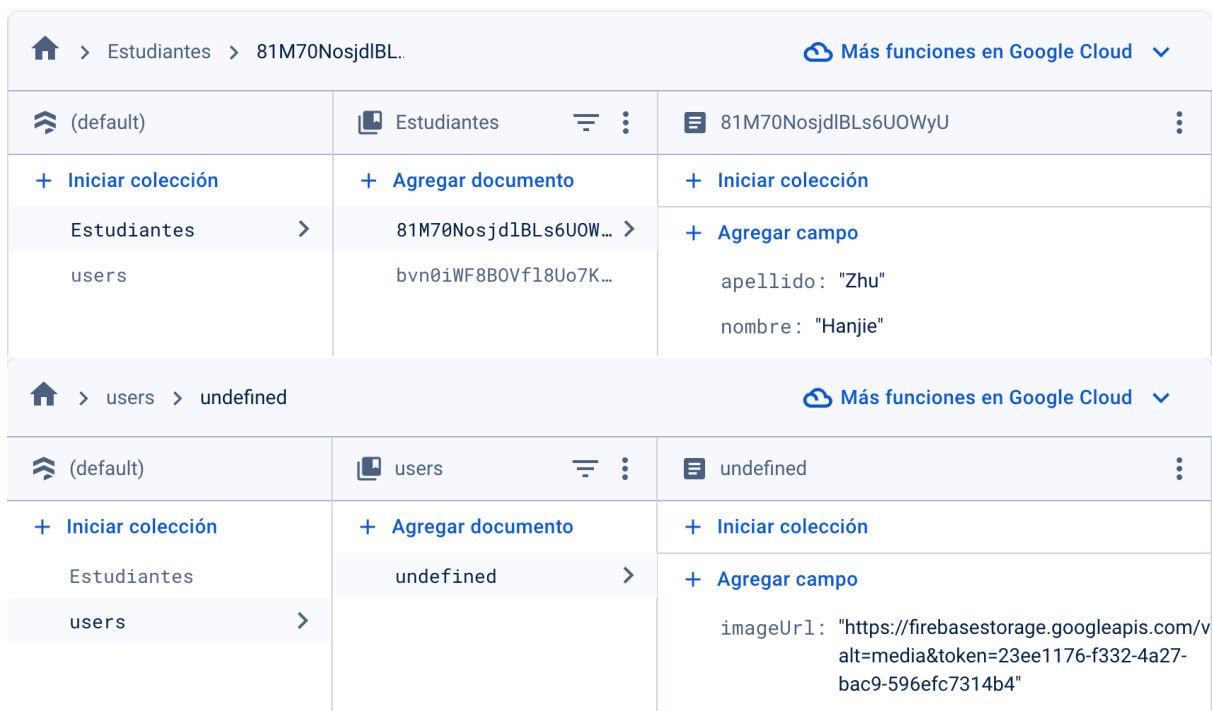 Estudiantes 81M70NosjdlBL.. Más funciones en Google Cloud
(default) Estudiantes 81M70NosjdlBLs6UOWyU
+ Iniciar colección + Agregar documento + Iniciar colección
Estudiantes 81M70NosjdlBLs6UOW…
+ Agregar campo
users bvn0iWF8BOVfl8Uo7K…
apellido: "Zhu"
nombre: "Hanjie"
users undefined Más funciones en Google Cloud
(default) users undefined
+ Iniciar colección + Agregar documento + Iniciar colección
Estudiantes undefined
+ Agregar campo
users
imageUrl: "https://firebasestorage.googleapis.com/v
alt=media&token=23ee1176-f332-4a27-
bac9-596efc7314b4"